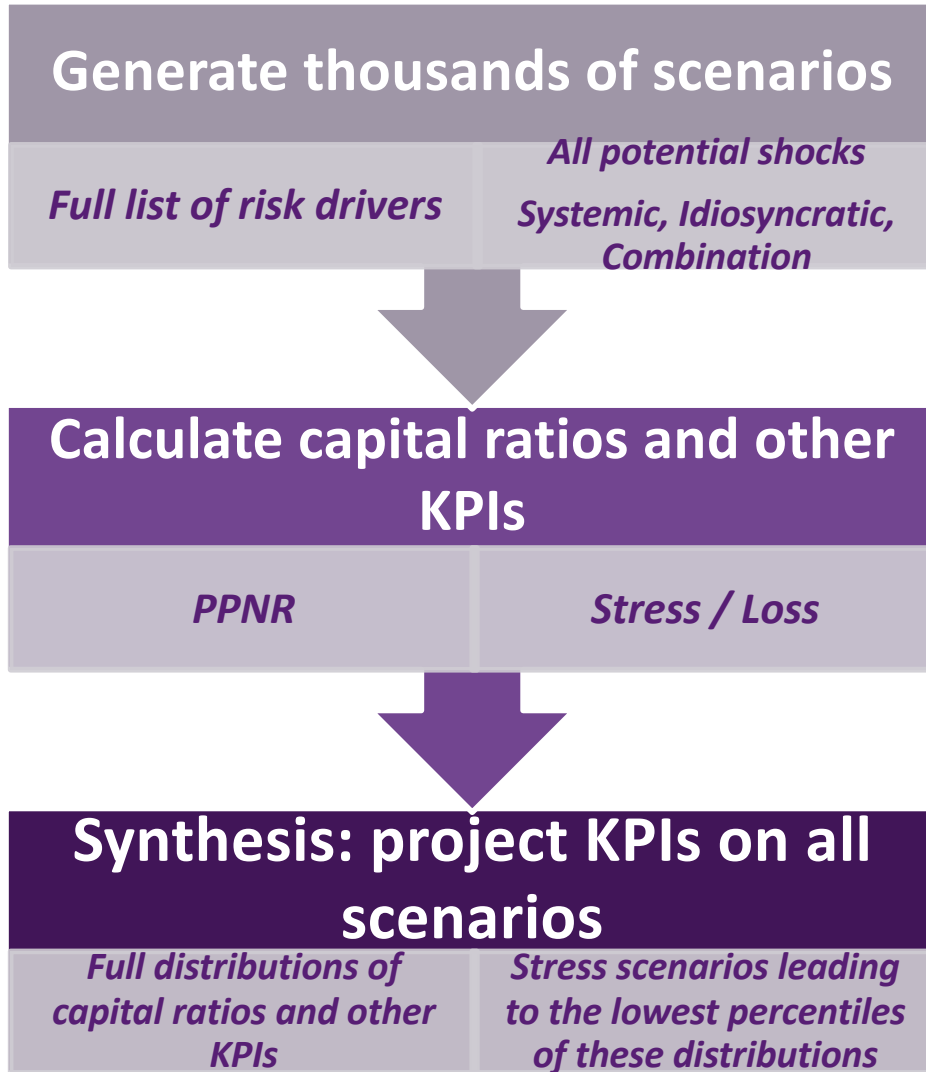 Generate thousands of scenarios
Full list of risk drivers
All potential shocks
Systemic, Idiosyncratic,
Combination
Calculate capital ratios and other
KPIs
PPNR
Stress / Loss
Synthesis: project KPIs on all
scenarios
Full distributions of
capital ratios and other
KPIs
Stress scenarios leading
to the lowest percentiles
of these distributions